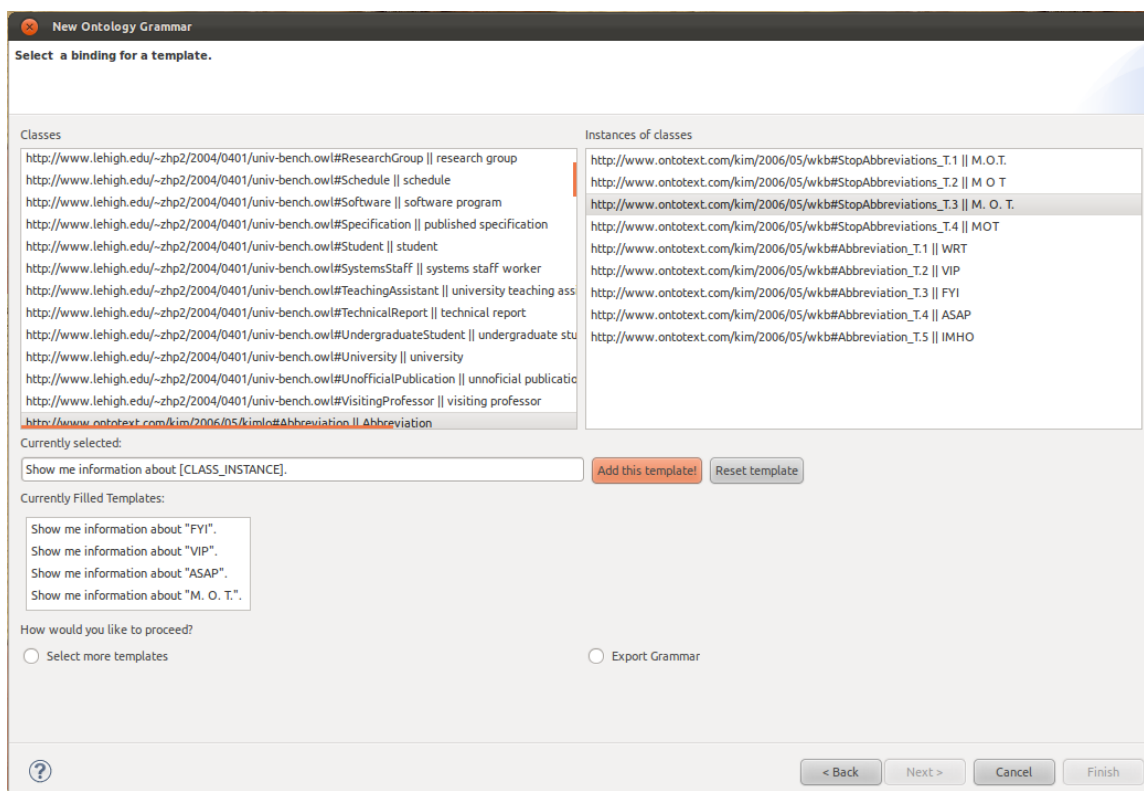 New Ontology Grammar
Select a binding for a template.
Classes
http://www.lehigh.edu/~zhp2/2004/0401/univ-bench.owl#ResearchGroup || research group
http://www.lehigh.edu/~zhp2/2004/0401/univ-bench.owl#Schedule || schedule
http://www.lehigh.edu/~zhp2/2004/0401/univ-bench.owl#Software || software program
http://www.lehigh.edu/~zhp2/2004/0401/univ-bench.owl#Specification || published specification
http://www.lehigh.edu/~zhp2/2004/0401/univ-bench.owl#Student || student
http://www.lehigh.edu/~zhp2/2004/0401/univ-bench.owl#SystemsStaff || systems staff worker
http://www.lehigh.edu/~zhp2/2004/0401/univ-bench.owl#TeachingAssistant || university teaching ass
http://www.lehigh.edu/~zhp2/2004/0401/univ-bench.owl#TechnicalReport || technical report
http://www.lehigh.edu/~zhp2/2004/0401/univ-bench.owl#UndergraduateStudent || undergraduate stu
http://www.lehigh.edu/~zhp2/2004/0401/univ-bench.owl#University || university
http://www.lehigh.edu/~zhp2/2004/0401/univ-bench.owl#UnofficialPublication || unnoficial publicatio
http://www.lehigh.edu/~zhp2/2004/0401/univ-bench.owl#VisitingProfessor || visiting professor
http://www.ontotext.com/kim/2006/05/kimlo#Abbreviation || Abbreviation
Instances of classes
http://www.ontotext.com/kim/2006/05/wkb#StopAbbreviations_T.1 || M.O.T.
http://www.ontotext.com/kim/2006/05/wkb#StopAbbreviations_T.2 || M O T
http://www.ontotext.com/kim/2006/05/wkb#StopAbbreviations_T.3 || M. O. T.
http://www.ontotext.com/kim/2006/05/wkb#StopAbbreviations_T.4 || MOT
http://www.ontotext.com/kim/2006/05/wkb#Abbreviation_T.1 || WRT
http://www.ontotext.com/kim/2006/05/wkb#Abbreviation_T.2 || VIP
http://www.ontotext.com/kim/2006/05/wkb#Abbreviation_T.3 || FYI
http://www.ontotext.com/kim/2006/05/wkb#Abbreviation_T.4 || ASAP
http://www.ontotext.com/kim/2006/05/wkb#Abbreviation_T.5 || IMHO
Currently selected:
Show me information about [CLASS_INSTANCE].
Add this template!
Reset template
Currently Filled Templates:
Show me information about "FYI".
Show me information about "VIP".
Show me information about "ASAP".
Show me information about "M. O. T.".
How would you like to proceed?
Select more templates
Export Grammar
?
< Back
Next >
Cancel
Finish